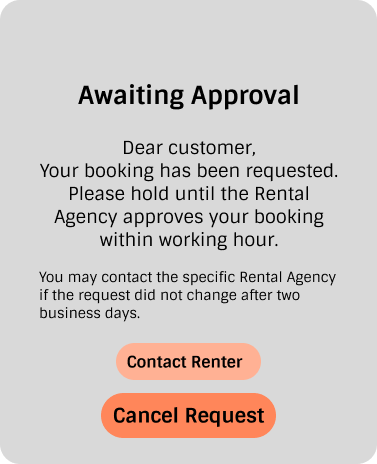 Awaiting Approval
Dear customer,
Your booking has been requested.
Please hold until the Rental
Agency approves your booking
within working hour.
You may contact the specific Rental Agency
if the request did not change after two
business days.
Contact Renter
Cancel Request